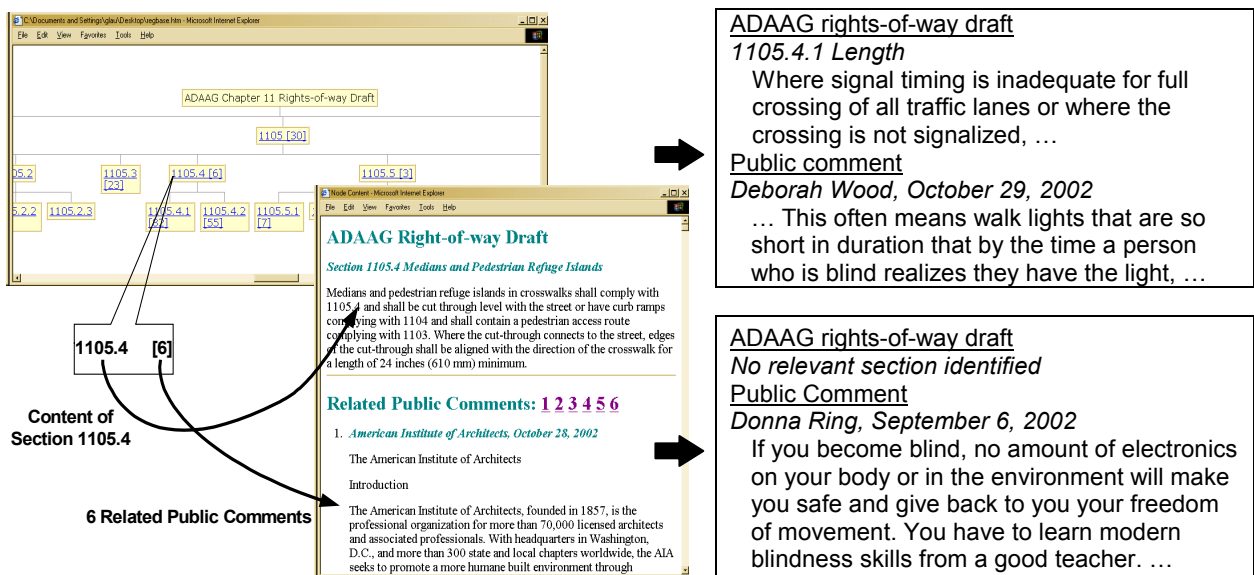 C:\Documents and Settings\glau\Desktop\regbase.htm - Microsoft Internet Explorer
File Edit View Favorites Tools Help
ADAAG Chapter 11 Rights-of-way Draft
1105 [30]
05.2
1105.3
[23]
1105.4 [6]
1105.5 [3]
5.2.2
1105.2.3
1105.4.1
1105.4.2
[55]
1105.5.1
[7]
1105.4 [6]
Content of
Section 1105.4
6 Related Public Comments
Node Content - Microsoft Internet Explorer
File Edit View Favorites Tools Help
ADAAG Right-of-way Draft
Section 1105.4 Medians and Pedestrian Refuge Islands
Medians and pedestrian refuge islands in crosswalks shall comply with
1105.4 and shall be cut through level with the street or have curb ramps
complying with 1104 and shall contain a pedestrian access route
complying with 1103. Where the cut-through connects to the street, edges
of the cut-through shall be aligned with the direction of the crosswalk for
a length of 24 inches (610 mm) minimum.
Related Public Comments: 1 2 3 4 5 6
1. American Institute of Architects, October 28, 2002
The American Institute of Architects
Introduction
The American Institute of Architects, founded in 1857, is the
professional organization for more than 70,000 licensed architects
and associated professionals. With headquarters in Washington,
D.C., and more than 300 state and local chapters worldwide, the AIA
seeks to promote a more humane built environment through
ADAAG rights-of-way draft
1105.4.1 Length
Where signal timing is inadequate for full
crossing of all traffic lanes or where the
crossing is not signalized, …
Public comment
Deborah Wood, October 29, 2002
… This often means walk lights that are so
short in duration that by the time a person
who is blind realizes they have the light, …
ADAAG rights-of-way draft
No relevant section identified
Public Comment
Donna Ring, September 6, 2002
If you become blind, no amount of electronics
on your body or in the environment will make
you safe and give back to you your freedom
of movement. You have to learn modern
blindness skills from a good teacher. …